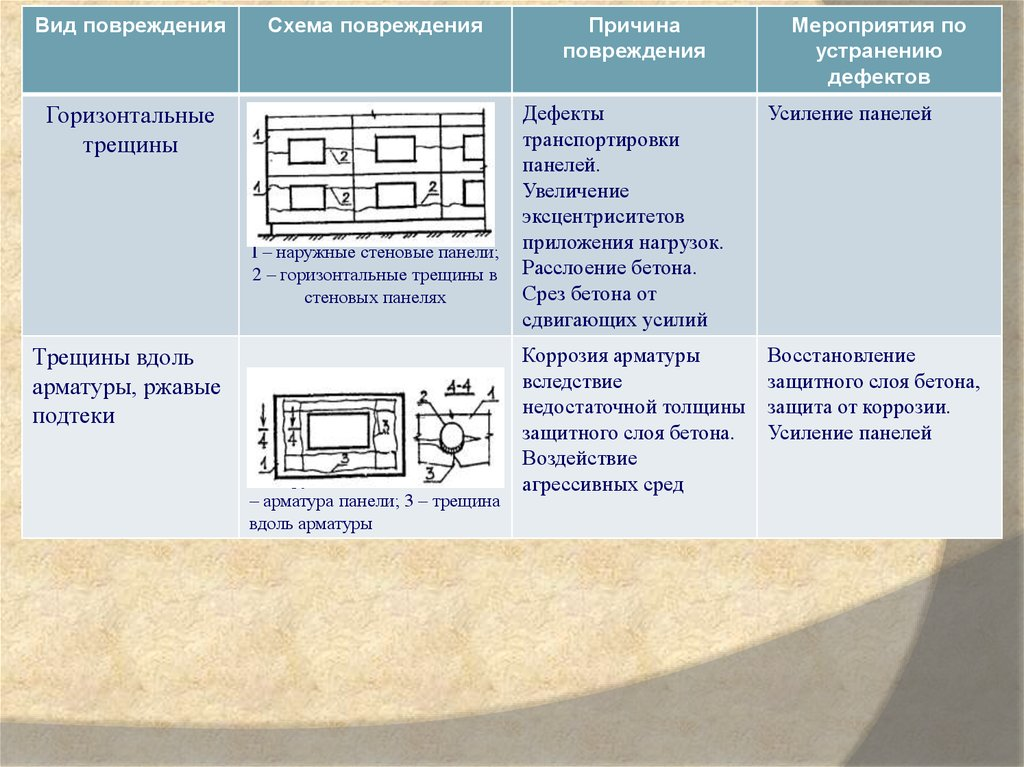 Вид повреждения
Схема повреждения
Причина
повреждения
Мероприятия по
устранению
дефектов
Горизонтальные
трещины
1
2
2
1
2
2
1 – наружные стеновые панели;
2 – горизонтальные трещины в
стеновых панелях
Дефекты
транспортировки
панелей.
Увеличение
эксцентриситетов
приложения нагрузок.
Расслоение бетона.
Срез бетона от
сдвигающих усилий
Усиление панелей
Трещины вдоль
арматуры, ржавые
подтеки
2
4-4
1
4
4
3
1
3
3
– арматура панели; 3 – трещина
вдоль арматуры
Коррозия арматуры
вследствие
недостаточной толщины
защитного слоя бетона.
Воздействие
агрессивных сред
Восстановление
защитного слоя бетона,
защита от коррозии.
Усиление панелей